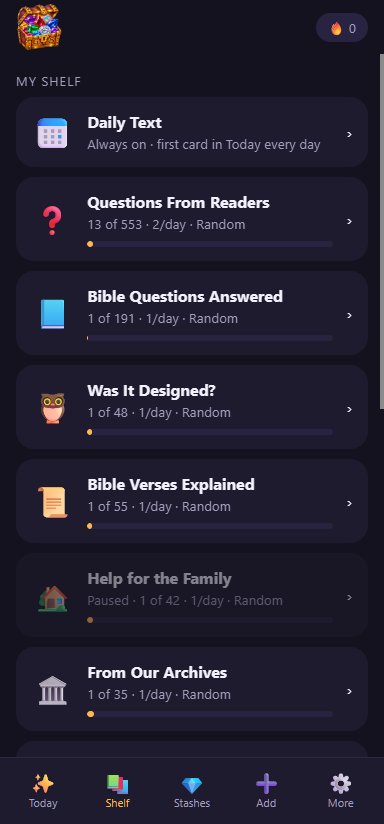 0
MY SHELF
Daily Text
Always on · first card in Today every day
Questions From Readers
13 of 553 · 2/day · Random
Bible Questions Answered
1 of 191 · 1/day · Random
Was It Designed?
1 of 48 · 1/day · Random
Bible Verses Explained
1 of 55 · 1/day · Random
Help for the Family
Paused · 1 of 42 · 1/day · Random
From Our Archives
1 of 35 · 1/day · Random
Today Shelf Stashes Add More